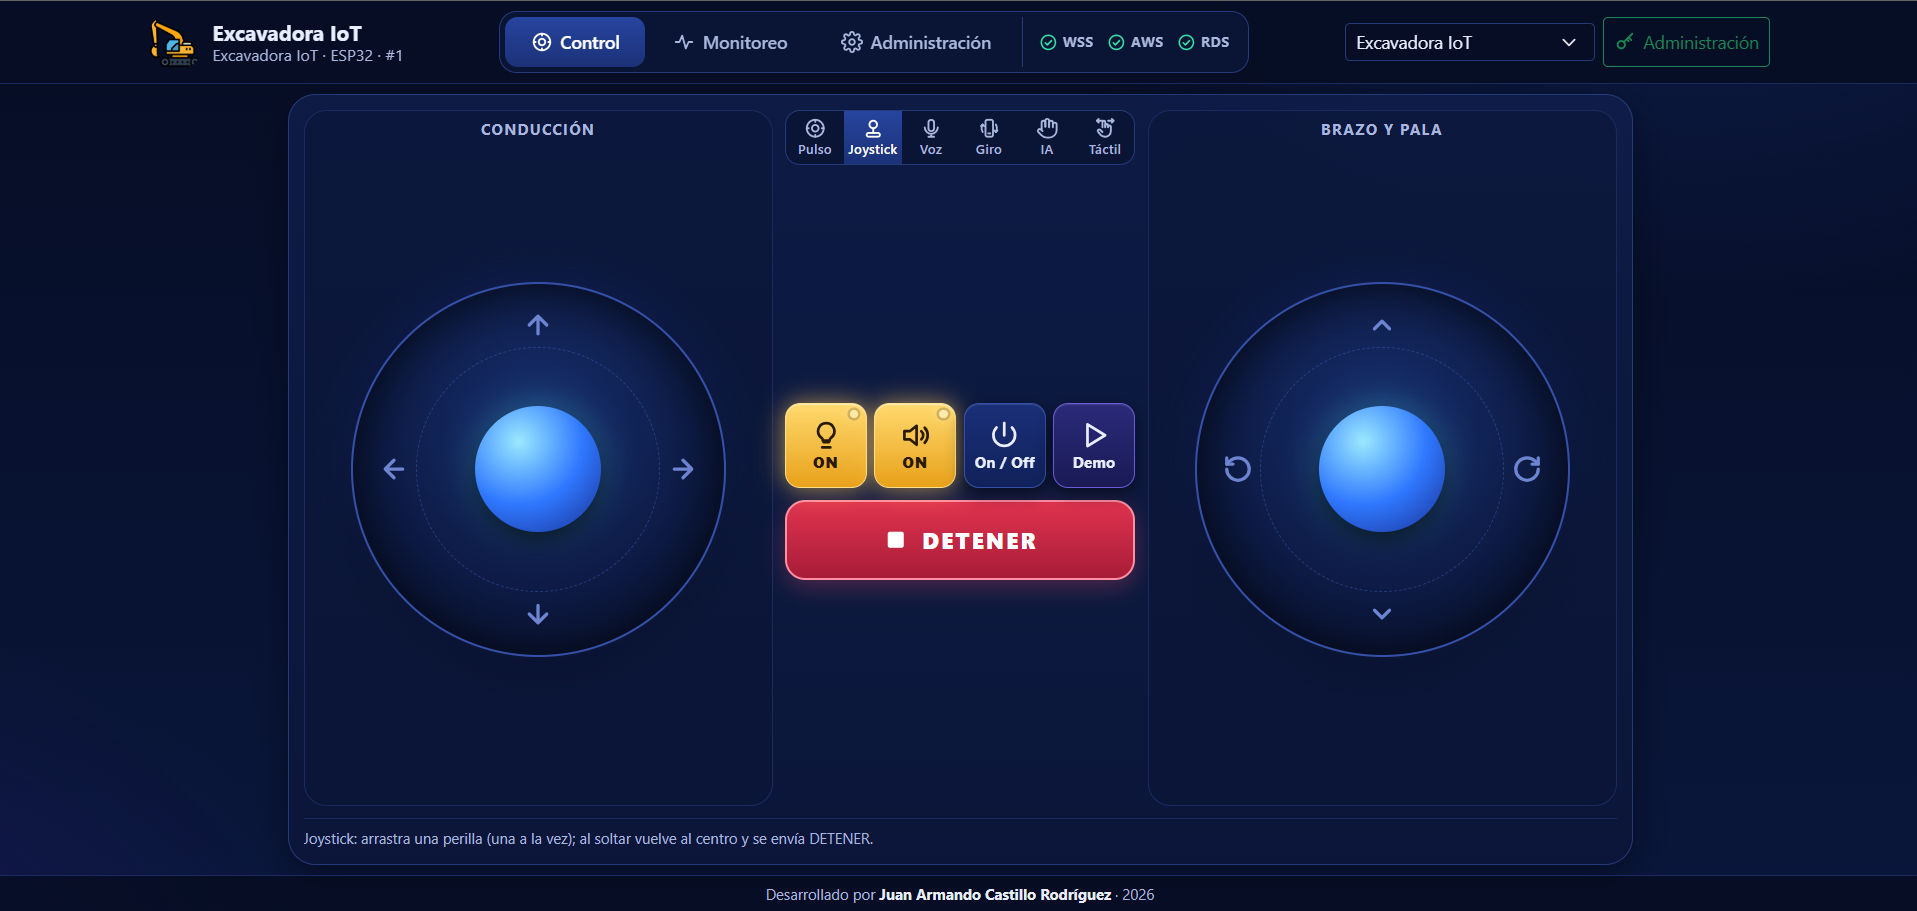 Excavadora IoT
Excavadora IoT · ESP32 · #1
Control
Monitoreo
Administración
WSS
AWS
RDS
Excavadora IoT
Administración
CONDUCCIÓN
Pulso
Joystick
Voz
Giro
IA
Táctil
BRAZO Y PALA
ON
ON
On / Off
Demo
DETENER
Joystick: arrastra una perilla (una a la vez); al soltar vuelve al centro y se envía DETENER.
Desarrollado por Juan Armando Castillo Rodríguez · 2026